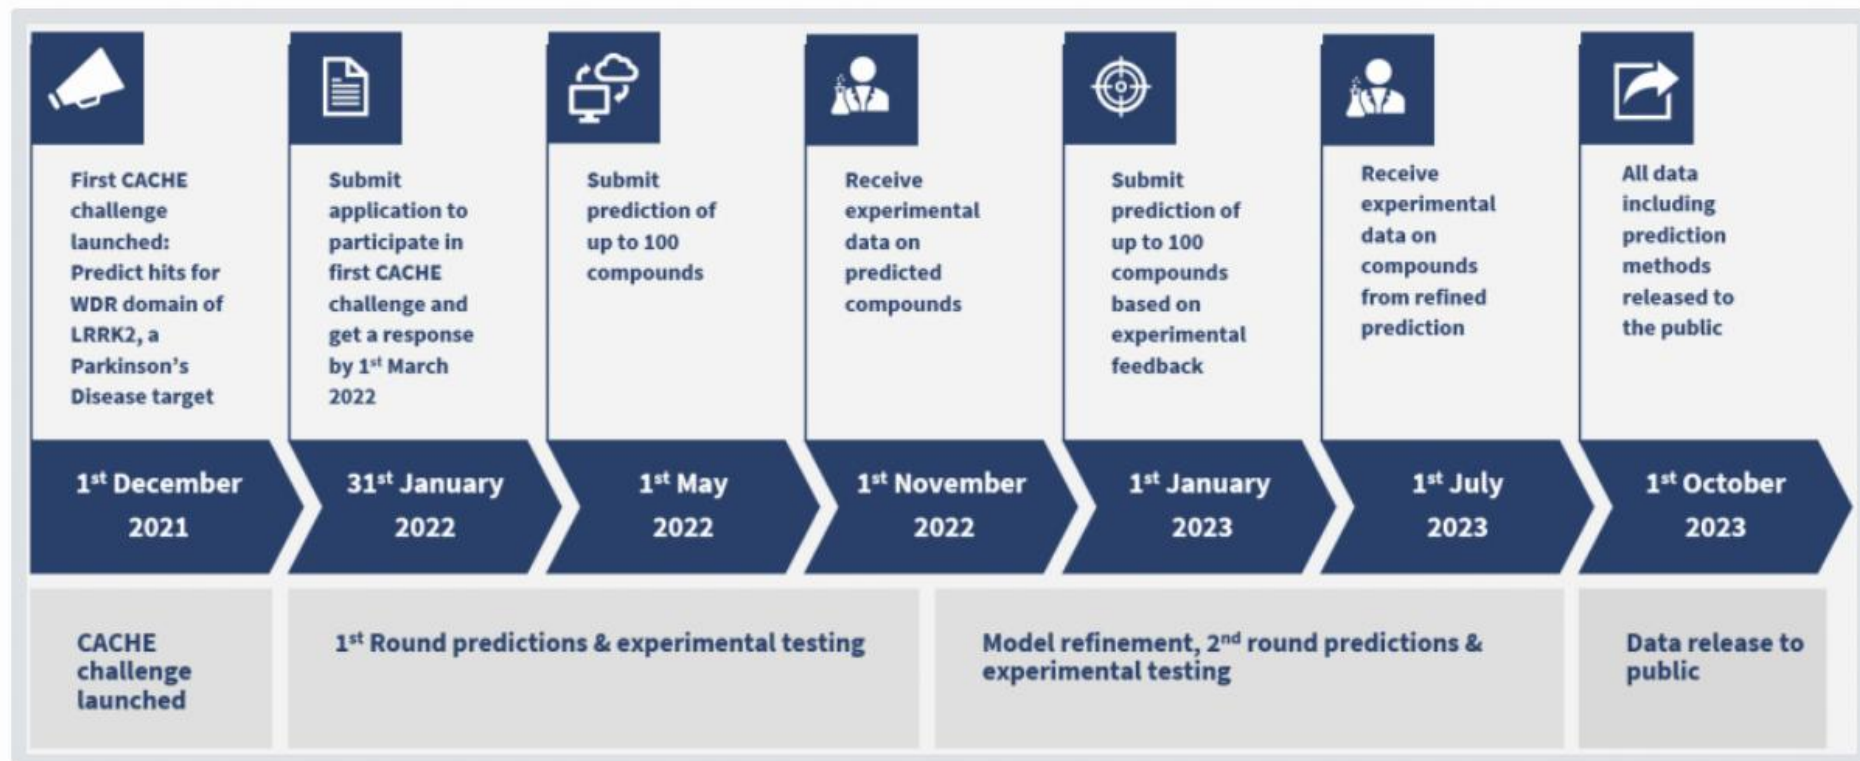 First CACHE
challenge
launched:
Predict hits for
WDR domain of
LRRK2, a
Parkinson's
Disease target
Submit
application to
participate in
first CACHE
challenge and
get a response
by 1st March
2022
Submit
prediction of
up to 100
compounds
Receive
experimental
data on
predicted
compounds
Submit
prediction of
up to 100
compounds
based on
experimental
feedback
Receive
experimental
data on
compounds
from refined
prediction
All data
including
prediction
methods
released to
the public
1st December
2021
31st January
2022
1st May
2022
1st November
2022
1st January
2023
1st July
2023
1st October
2023
CACHE
challenge
launched
1st Round predictions & experimental testing
Model refinement, 2nd round predictions &
experimental testing
Data release to
public